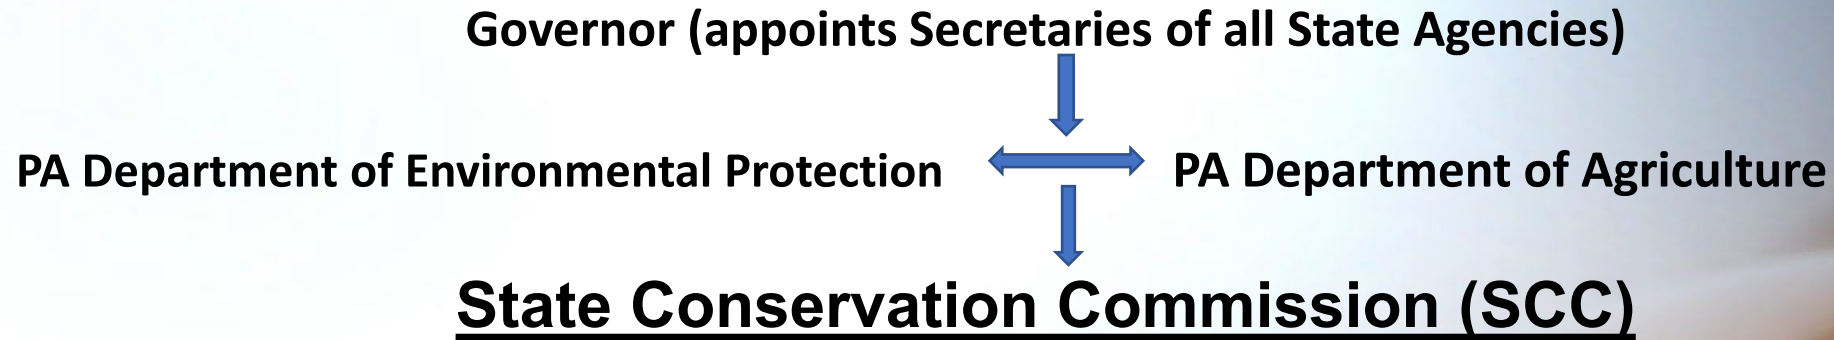 Governor (appoints Secretaries of all State Agencies)
PA Department of Environmental Protection
PA Department of Agriculture
State Conservation Commission (SCC)